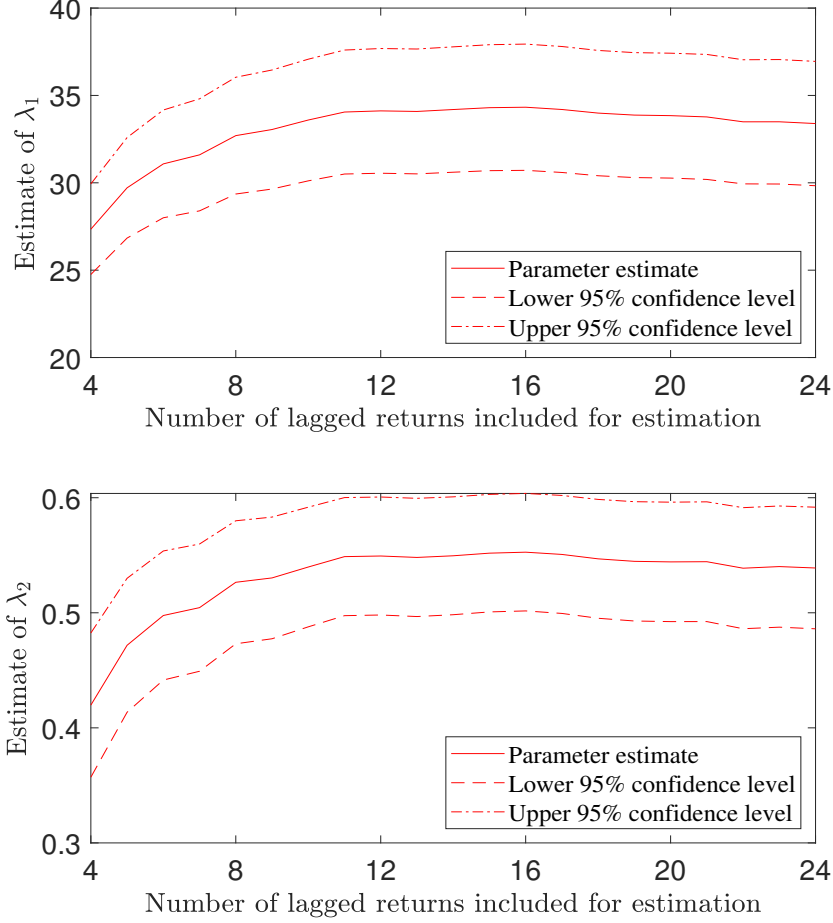 40
35
30
25
20
Estimate of λ1
Parameter estimate
Lower 95% confidence level
Upper 95% confidence level
4 8 12 16 20 24
Number of lagged returns included for estimation
0.6
0.5
0.4
0.3
Estimate of λ2
Parameter estimate
Lower 95% confidence level
Upper 95% confidence level
4 8 12 16 20 24
Number of lagged returns included for estimation